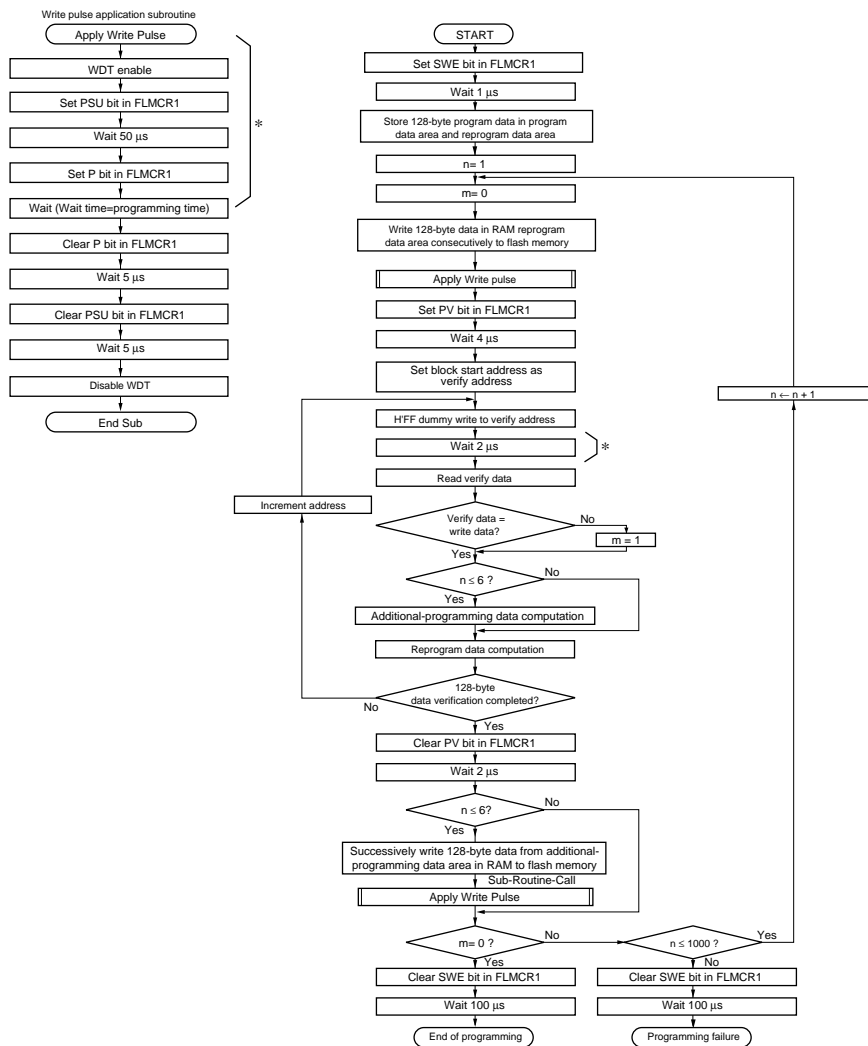 Write pulse application subroutine
Apply Write Pulse
WDT enable
Set PSU bit in FLMCR1
Wait 50 μs
*
Set P bit in FLMCR1
Wait (Wait time=programming time)
Clear P bit in FLMCR1
Wait 5 μs
Clear PSU bit in FLMCR1
Wait 5 μs
Disable WDT
End Sub
START
Set SWE bit in FLMCR1
Wait 1 μs
Store 128-byte program data in program
data area and reprogram data area
n= 1
m= 0
Write 128-byte data in RAM reprogram
data area consecutively to flash memory
Apply Write pulse
Set PV bit in FLMCR1
Wait 4 μs
Set block start address as
verify address
n ← n + 1
H'FF dummy write to verify address
Wait 2 μs
*
Read verify data
Increment address
Verify data =
write data?
No
m = 1
Yes
n ≤ 6 ?
No
Yes
Additional-programming data computation
Reprogram data computation
128-byte
data verification completed?
No
Yes
Clear PV bit in FLMCR1
Wait 2 μs
n ≤ 6?
No
Yes
Successively write 128-byte data from additional-
programming data area in RAM to flash memory
Sub-Routine-Call
Apply Write Pulse
m= 0 ?
No
n ≤ 1000 ?
Yes
Yes
No
Clear SWE bit in FLMCR1
Clear SWE bit in FLMCR1
Wait 100 μs
Wait 100 μs
End of programming
Programming failure